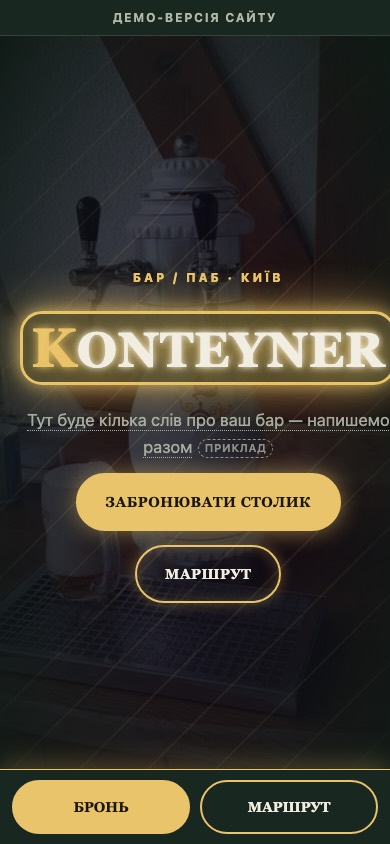 ДЕМО-ВЕРСІЯ САЙТУ
БАР / ПАБ · КИЇВ
KONTEYNER
Тут буде кілька слів про ваш бар — напишемо
разом ПРИКЛАД
ЗАБРОНЮВАТИ СТОЛИК
МАРШРУТ
БРОНЬ
МАРШРУТ